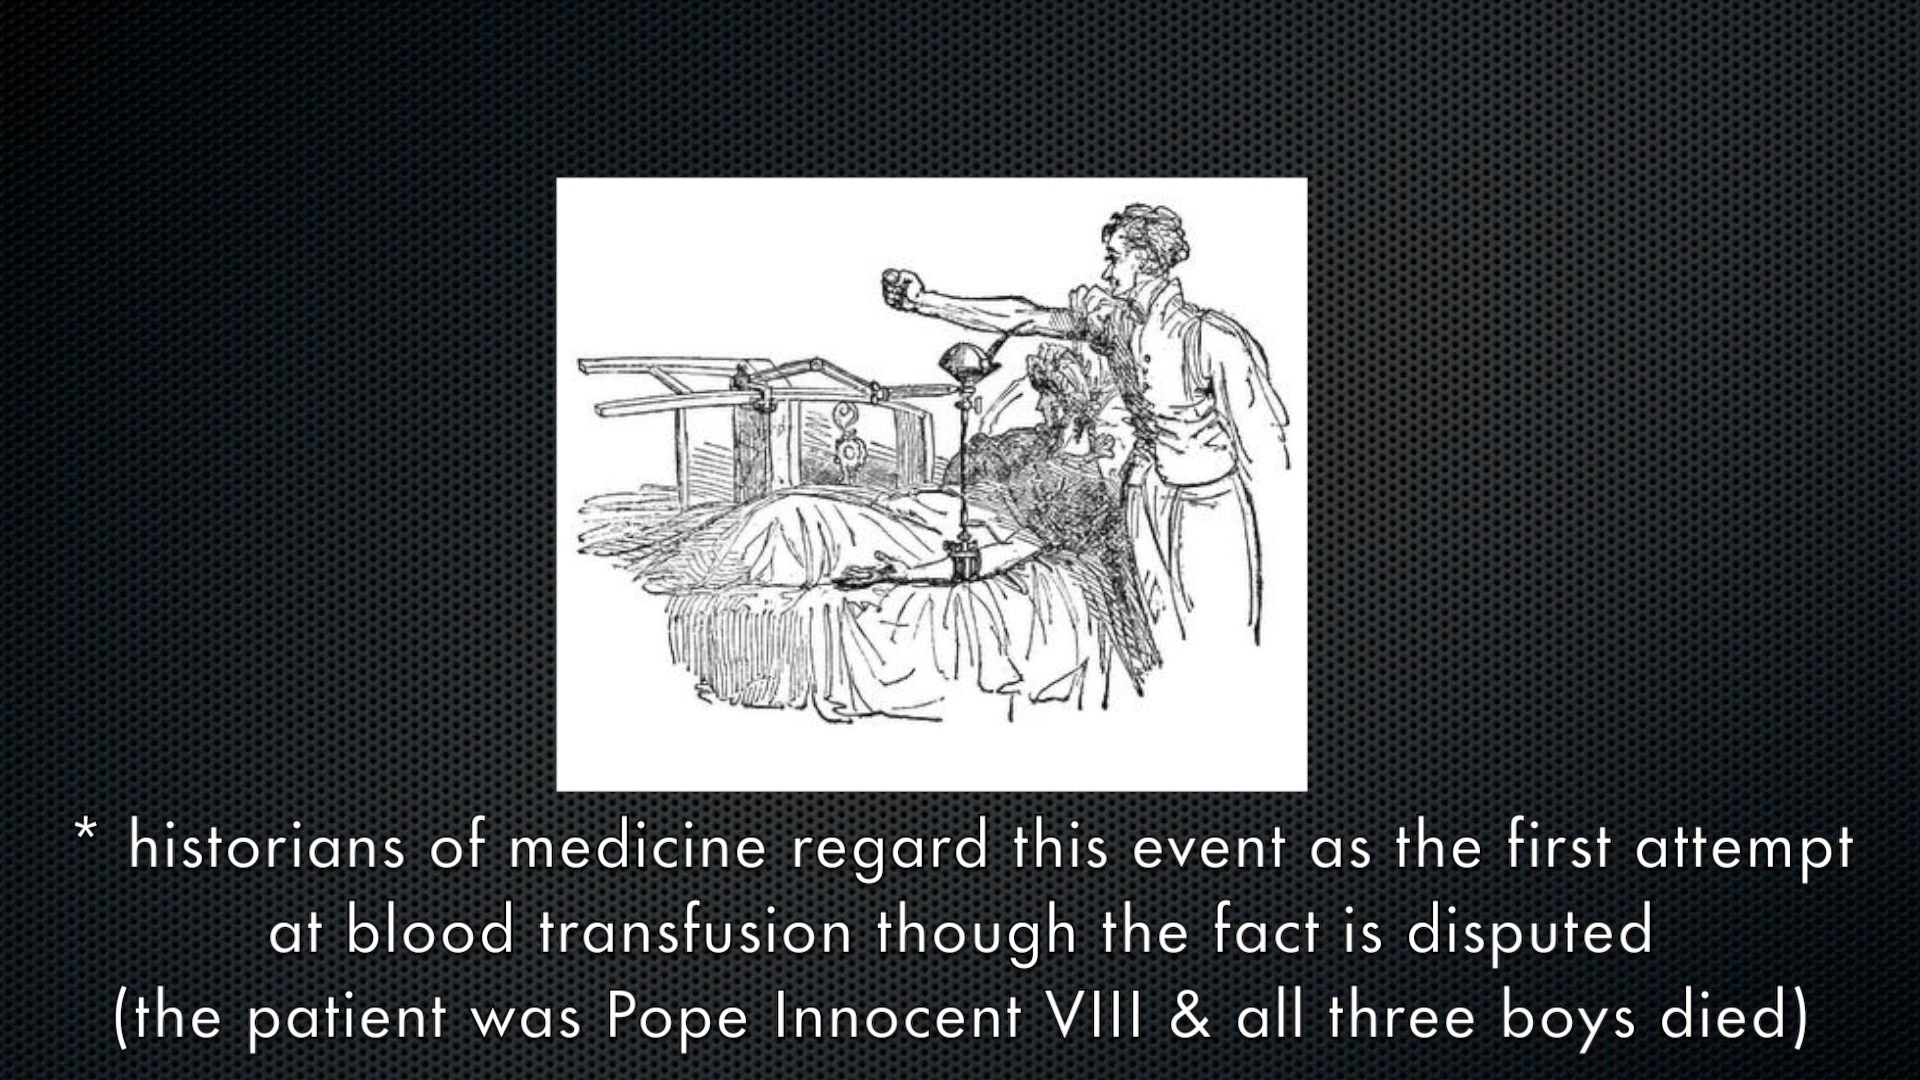 * historians of medicine regard this event as the first attempt
at blood transfusion though the fact is disputed
(the patient was Pope Innocent VIII & all three boys died)